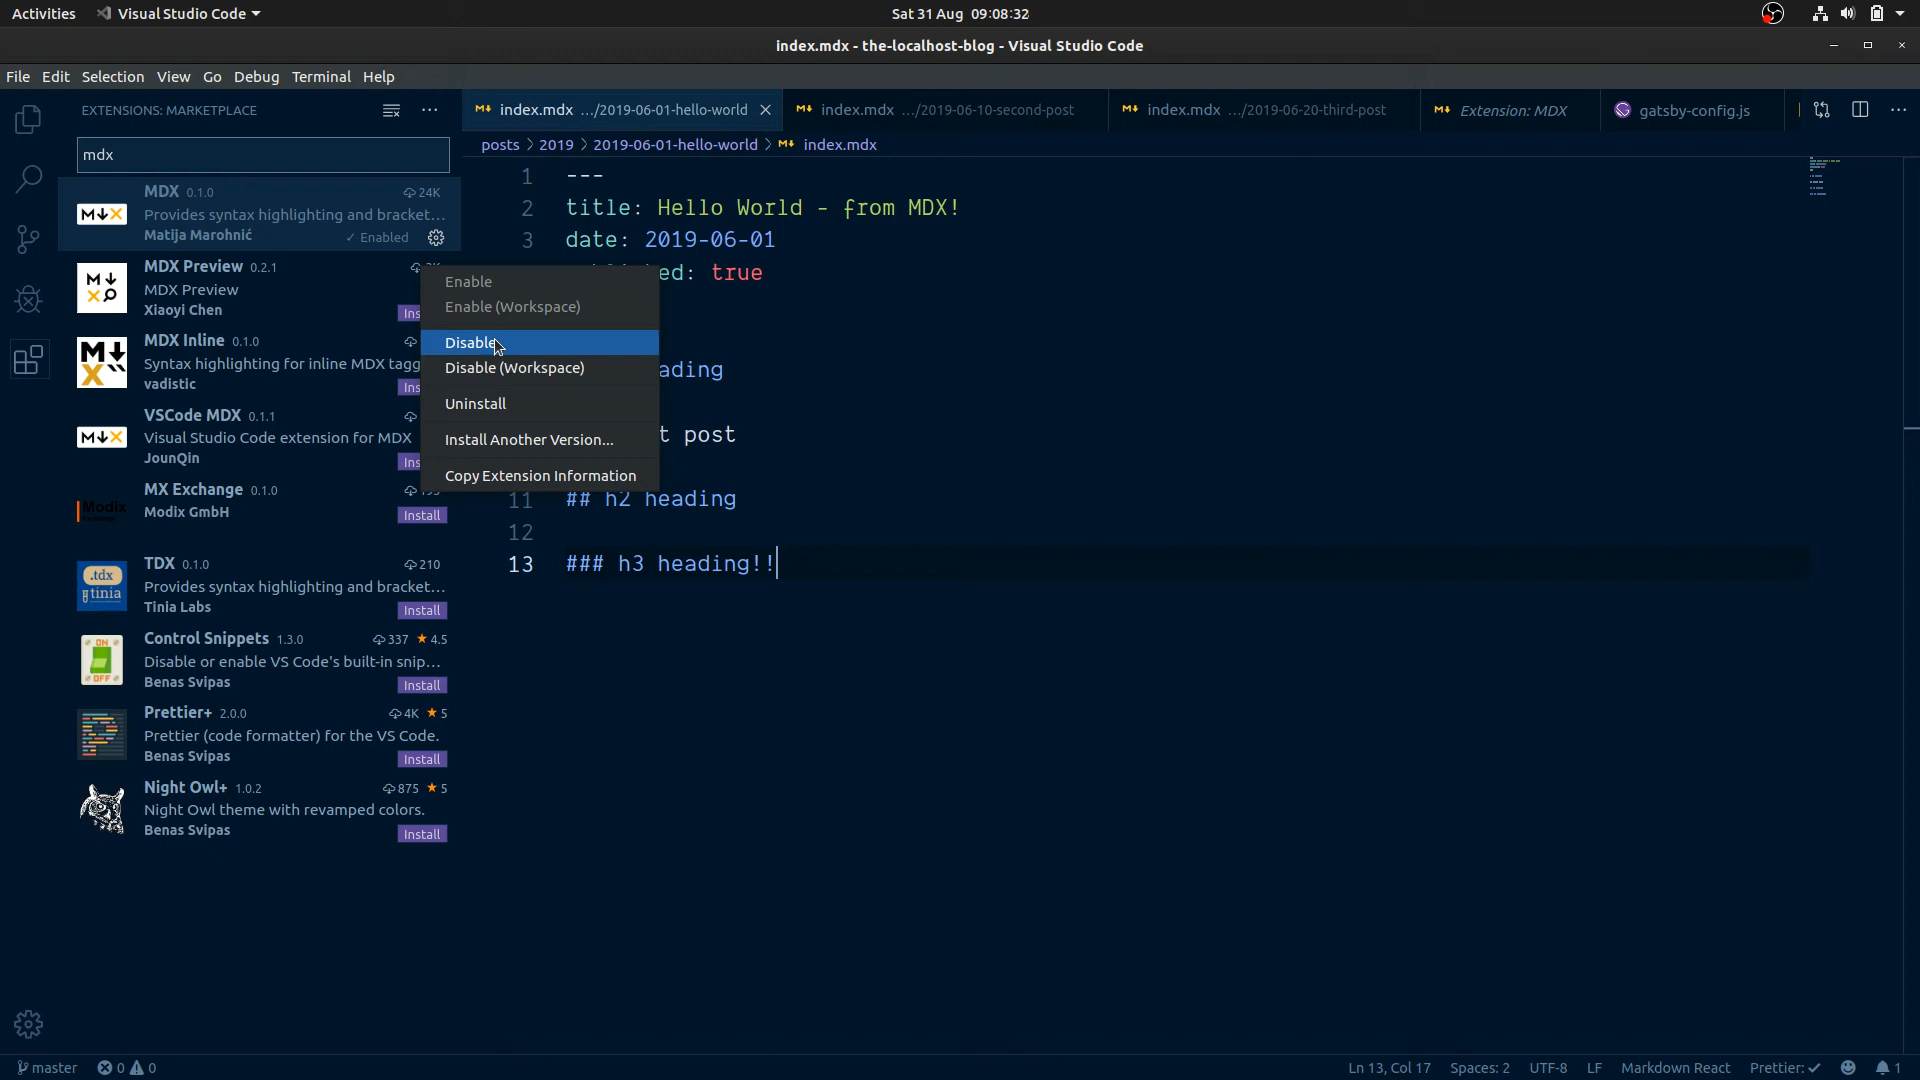 Activities Visual Studio Code Sat 31 Aug 09:08:32
index.mdx - the-localhost-blog - Visual Studio Code
File Edit Selection View Go Debug Terminal Help
EXTENSIONS: MARKETPLACE
mdx
MDX 0.1.0 24K
Provides syntax highlighting and bracket...
Matija Marohnić ✓ Enabled
MDX Preview 0.2.1
MDX Preview
Xiaoyi Chen Ins
MDX Inline 0.1.0
Syntax highlighting for inline MDX tagg
vadistic Ins
VSCode MDX 0.1.1
Visual Studio Code extension for MDX
JounQin Ins
MX Exchange 0.1.0
Modix
Modix GmbH Install
TDX 0.1.0 210
.tdx
tinia
Provides syntax highlighting and bracket...
Tinia Labs Install
Control Snippets 1.3.0 337 ★ 4.5
ON
OFF
Disable or enable VS Code's built-in snip...
Benas Svipas Install
Prettier+ 2.0.0 4K ★ 5
Prettier (code formatter) for the VS Code.
Benas Svipas Install
Night Owl+ 1.0.2 875 ★ 5
Night Owl theme with revamped colors.
Benas Svipas Install
Enable
Enable (Workspace)
Disable
Disable (Workspace)
Uninstall
Install Another Version...
Copy Extension Information
index.mdx .../2019-06-01-hello-world index.mdx .../2019-06-10-second-post index.mdx .../2019-06-20-third-post Extension: MDX gatsby-config.js
posts > 2019 > 2019-06-01-hello-world > index.mdx
1 ---
2 title: Hello World - from MDX!
3 date: 2019-06-01
ed: true
ading
t post
11 ## h2 heading
12
13 ### h3 heading!!
master 0 0 Ln 13, Col 17 Spaces: 2 UTF-8 LF Markdown React Prettier: ✓ 1